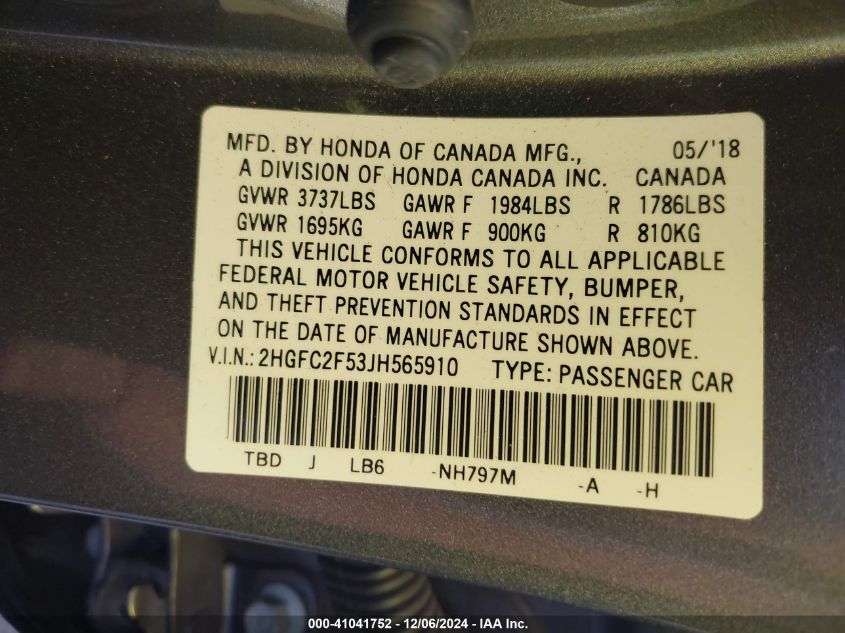 MFD. BY HONDA OF CANADA MFG., 05/'18
A DIVISION OF HONDA CANADA INC. CANADA
GVWR 3737LBS GAWR F 1984LBS R 1786LBS
GVWR 1695KG GAWR F 900KG R 810KG
THIS VEHICLE CONFORMS TO ALL APPLICABLE
FEDERAL MOTOR VEHICLE SAFETY, BUMPER,
AND THEFT PREVENTION STANDARDS IN EFFECT
ON THE DATE OF MANUFACTURE SHOWN ABOVE.
V.I.N.: 2HGFC2F53JH565910 TYPE: PASSENGER CAR
TBD J LB6 -NH797M -A -H
000-41041752 - 12/06/2024 - IAA Inc.